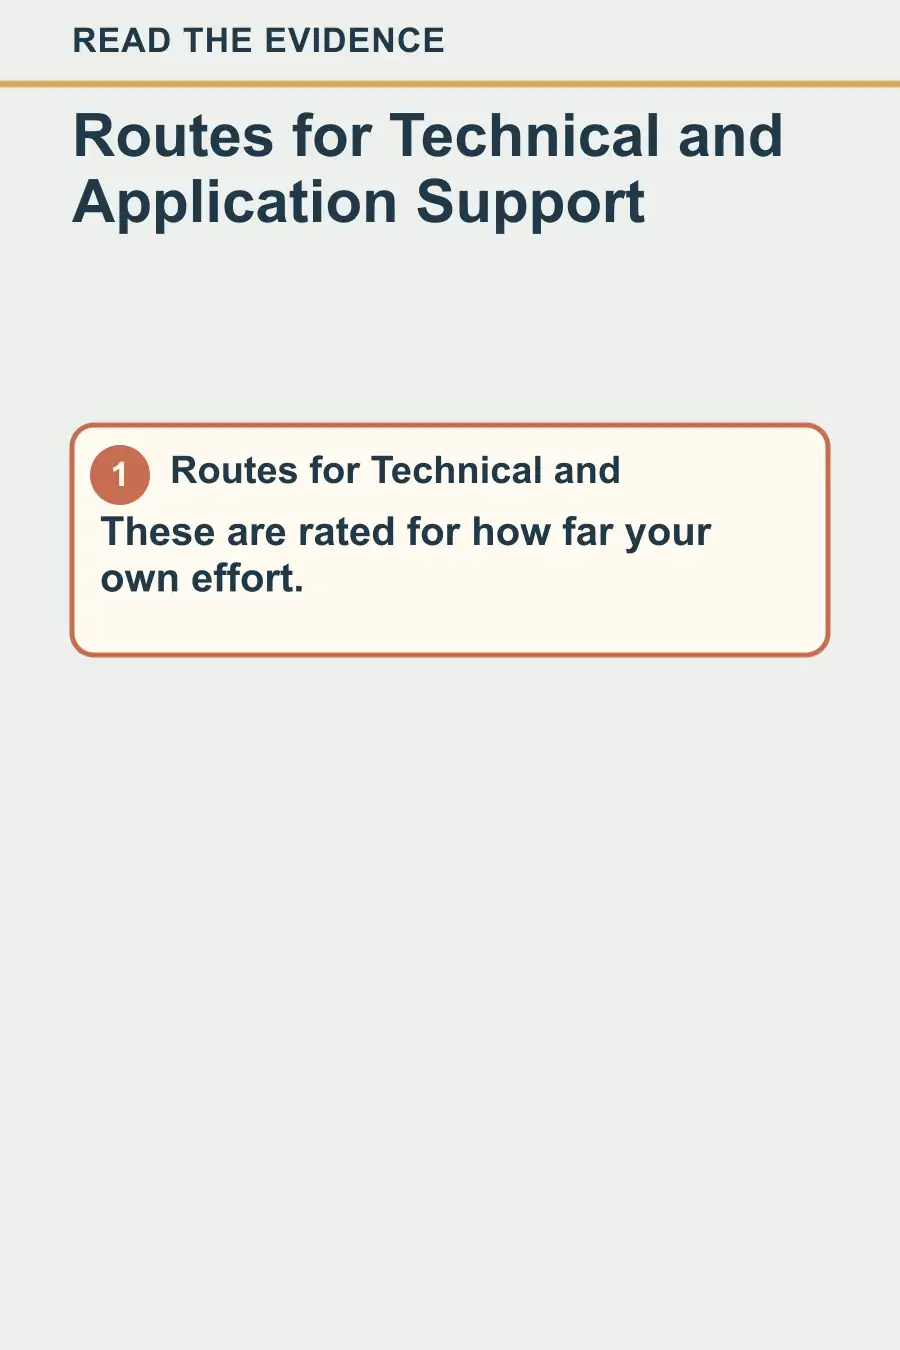 READ THE EVIDENCE
Routes for Technical and
Application Support
1 Routes for Technical and
These are rated for how far your
own effort.